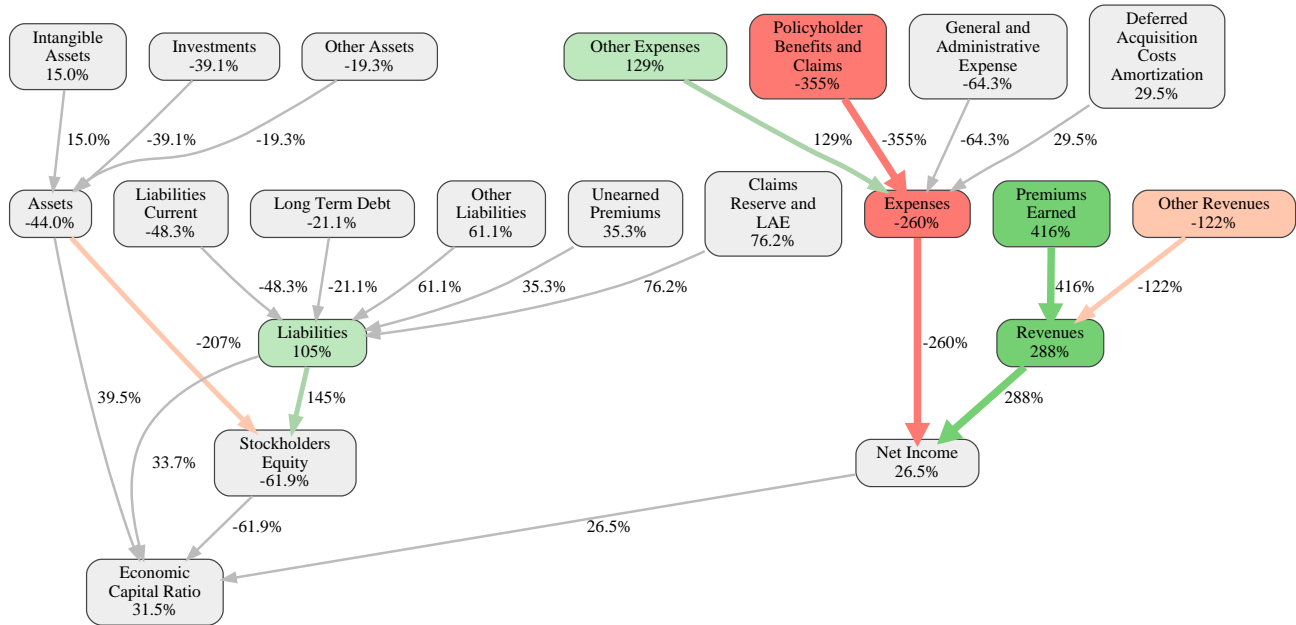 Intangible
Assets
15.0%
Investments
-39.1%
Other Assets
-19.3%
Other Expenses
129%
Policyholder
Benefits and
Claims
-355%
General and
Administrative
Expense
-64.3%
Deferred
Acquisition
Costs
Amortization
29.5%
15.0%
-39.1%
-19.3%
129%
-355%
-64.3%
29.5%
Assets
-44.0%
Liabilities
Current
-48.3%
Long Term Debt
-21.1%
Other
Liabilities
61.1%
Unearned
Premiums
35.3%
Claims
Reserve and
LAE
76.2%
Expenses
-260%
Premiums
Earned
416%
Other Revenues
-122%
-48.3%
-21.1%
61.1%
35.3%
76.2%
416%
-122%
Liabilities
105%
Revenues
288%
-207%
-260%
39.5%
145%
288%
Stockholders
Equity
-61.9%
Net Income
26.5%
33.7%
-61.9%
26.5%
Economic
Capital Ratio
31.5%